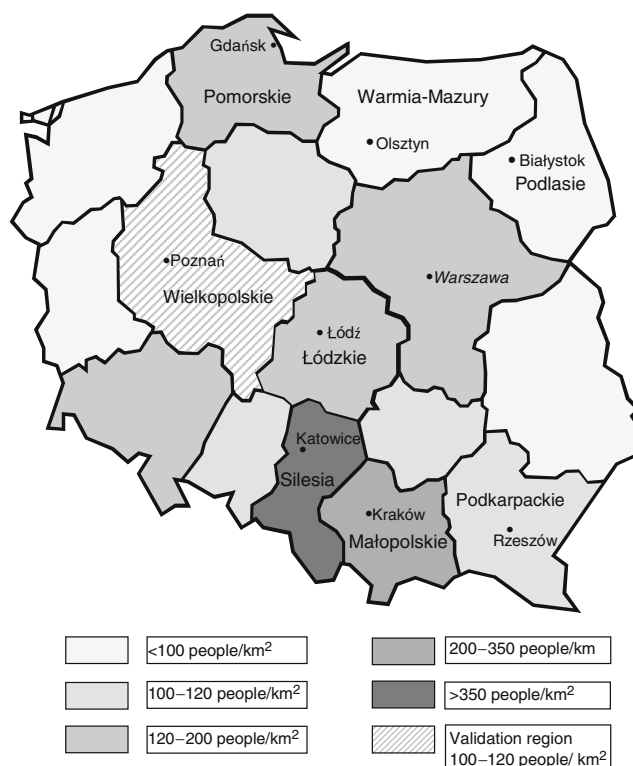 Gdańsk
Pomorskie
Warmia-Mazury
Olsztyn
Białystok
Podlasie
Poznań
Wielkopolskie
Warszawa
Łódź
Łódzkie
Katowice
Silesia
Kraków
Małopolskie
Podkarpackie
Rzeszów
<100 people/km²
200–350 people/km
100–120 people/km²
>350 people/km²
120–200 people/km²
Validation region
100–120 people/ km²